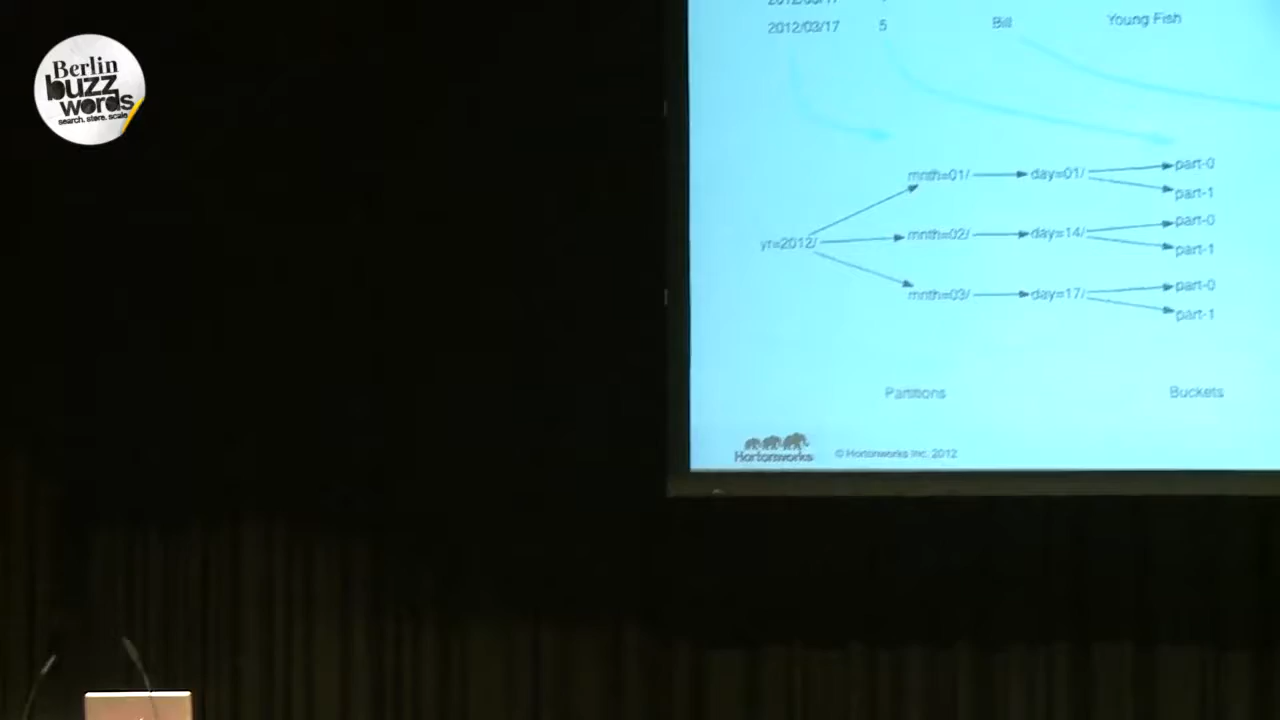 Berlin
buzz
words
search. store. scale
2012/03/17 5 Bill Young Fish
mnth=01/ day=01/ part-0
part-1
yr=2012/ mnth=02/ day=14/ part-0
part-1
mnth=03/ day=17/ part-0
part-1
Partitions Buckets
Hortonworks © Hortonworks Inc. 2012